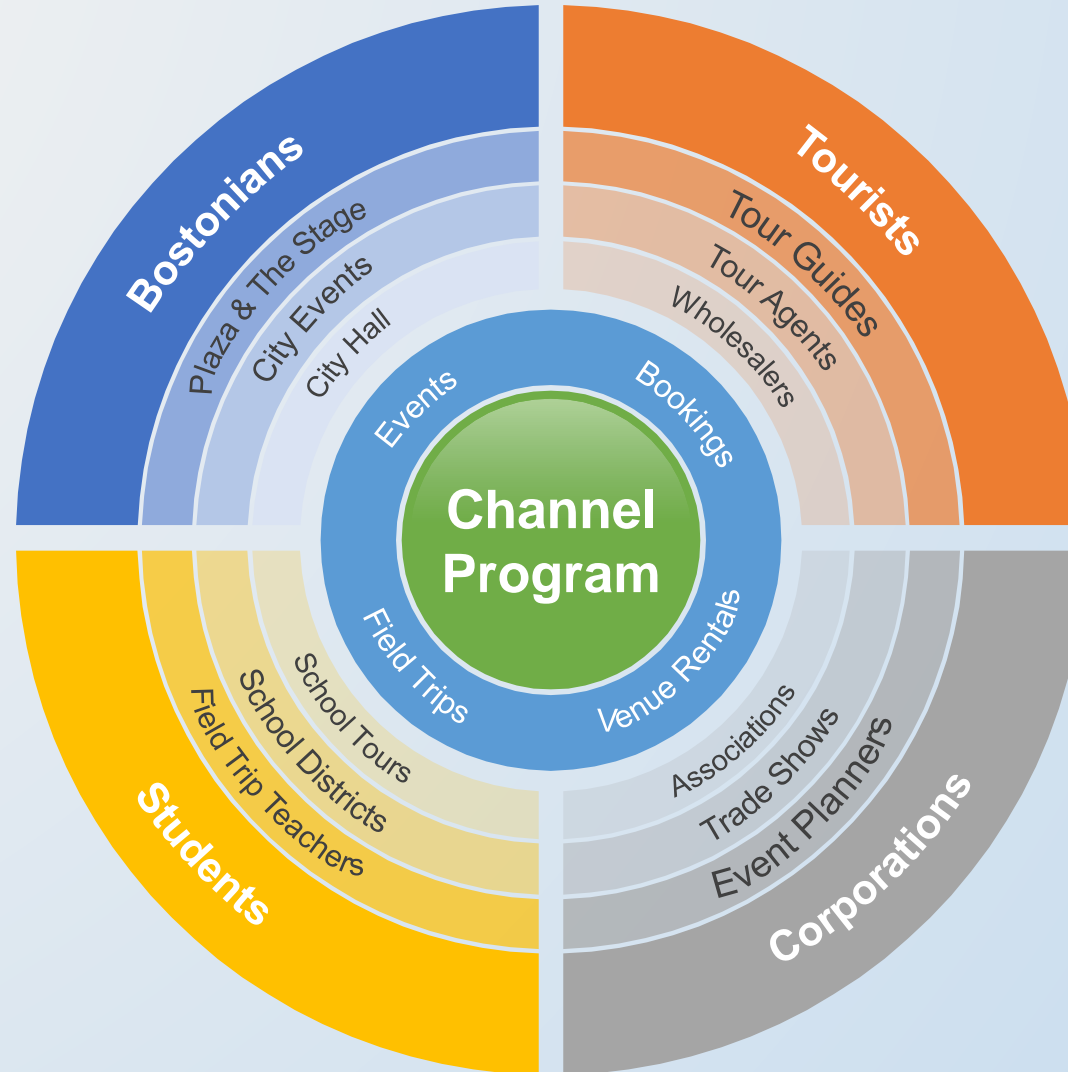 Bostonians
Plaza & The Stage
City Events
City Hall
Events
Tourists
Tour Guides
Tour Agents
Wholesalers
Bookings
Channel
Program
Field Trips
School Tours
School Districts
Field Trip Teachers
Students
Venue Rentals
Associations
Trade Shows
Event Planners
Corporations